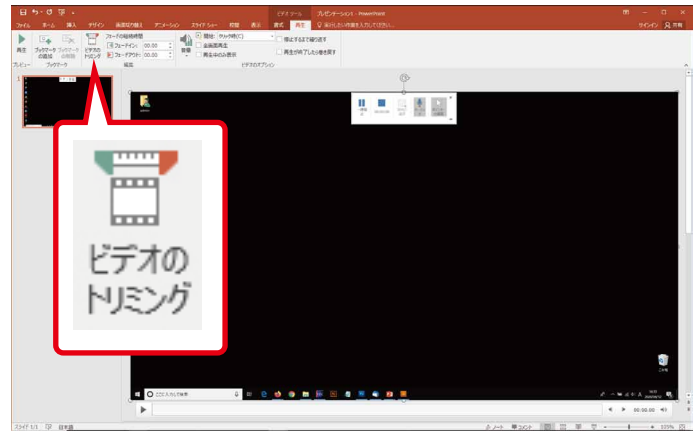 ビデオ ツール プレゼンテーション1 - PowerPoint
ファイル ホーム 挿入 デザイン 画面切り替え アニメーション スライド ショー 校閲 表示 書式 再生 実行したい作業を入力してください... サインイン 共有
再生 ブックマークの追加 ブックマークの削除 ビデオのトリミング
フェードの継続時間
フェードイン: 00.00
フェードアウト: 00.00
音量
開始: クリック時(C)
全画面再生
再生中のみ表示
停止するまで繰り返す
再生が終了したら巻き戻す
プレビュー ブックマーク 編集 ビデオのオプション
1
ビデオの
トリミング
ごみ箱
ここに入力して検索
00:00.00
スライド 1/1 日本語 ノート コメント 125%